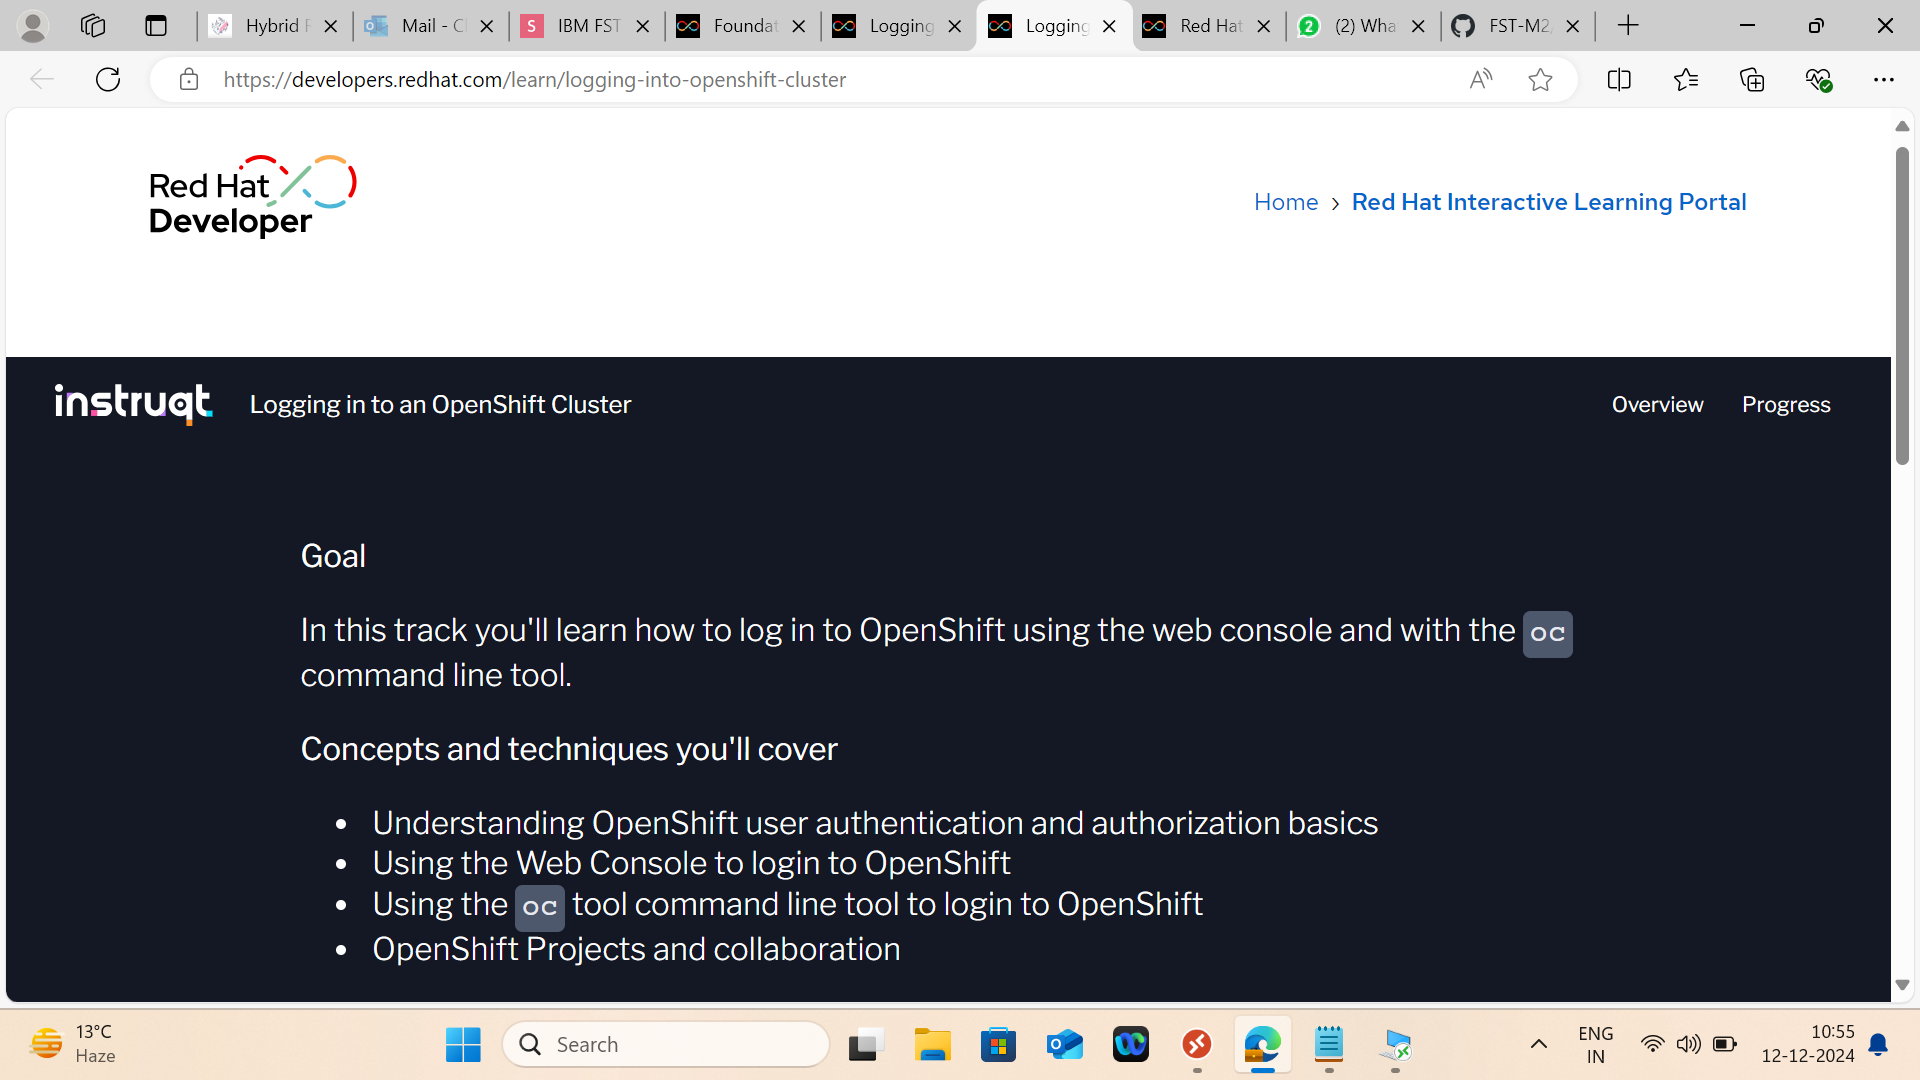 Hybrid
Mail - C
IBM FST
Foundat
Logging
Logging
Red Hat
(2) Wha
FST-M2
https://developers.redhat.com/learn/logging-into-openshift-cluster
Red Hat
Developer
Home › Red Hat Interactive Learning Portal
instruqt
Logging in to an OpenShift Cluster
Overview
Progress
Goal
In this track you'll learn how to log in to OpenShift using the web console and with the oc
command line tool.
Concepts and techniques you'll cover
• Understanding OpenShift user authentication and authorization basics
• Using the Web Console to login to OpenShift
• Using the oc tool command line tool to login to OpenShift
• OpenShift Projects and collaboration
13°C
Haze
Search
ENG
IN
10:55
12-12-2024